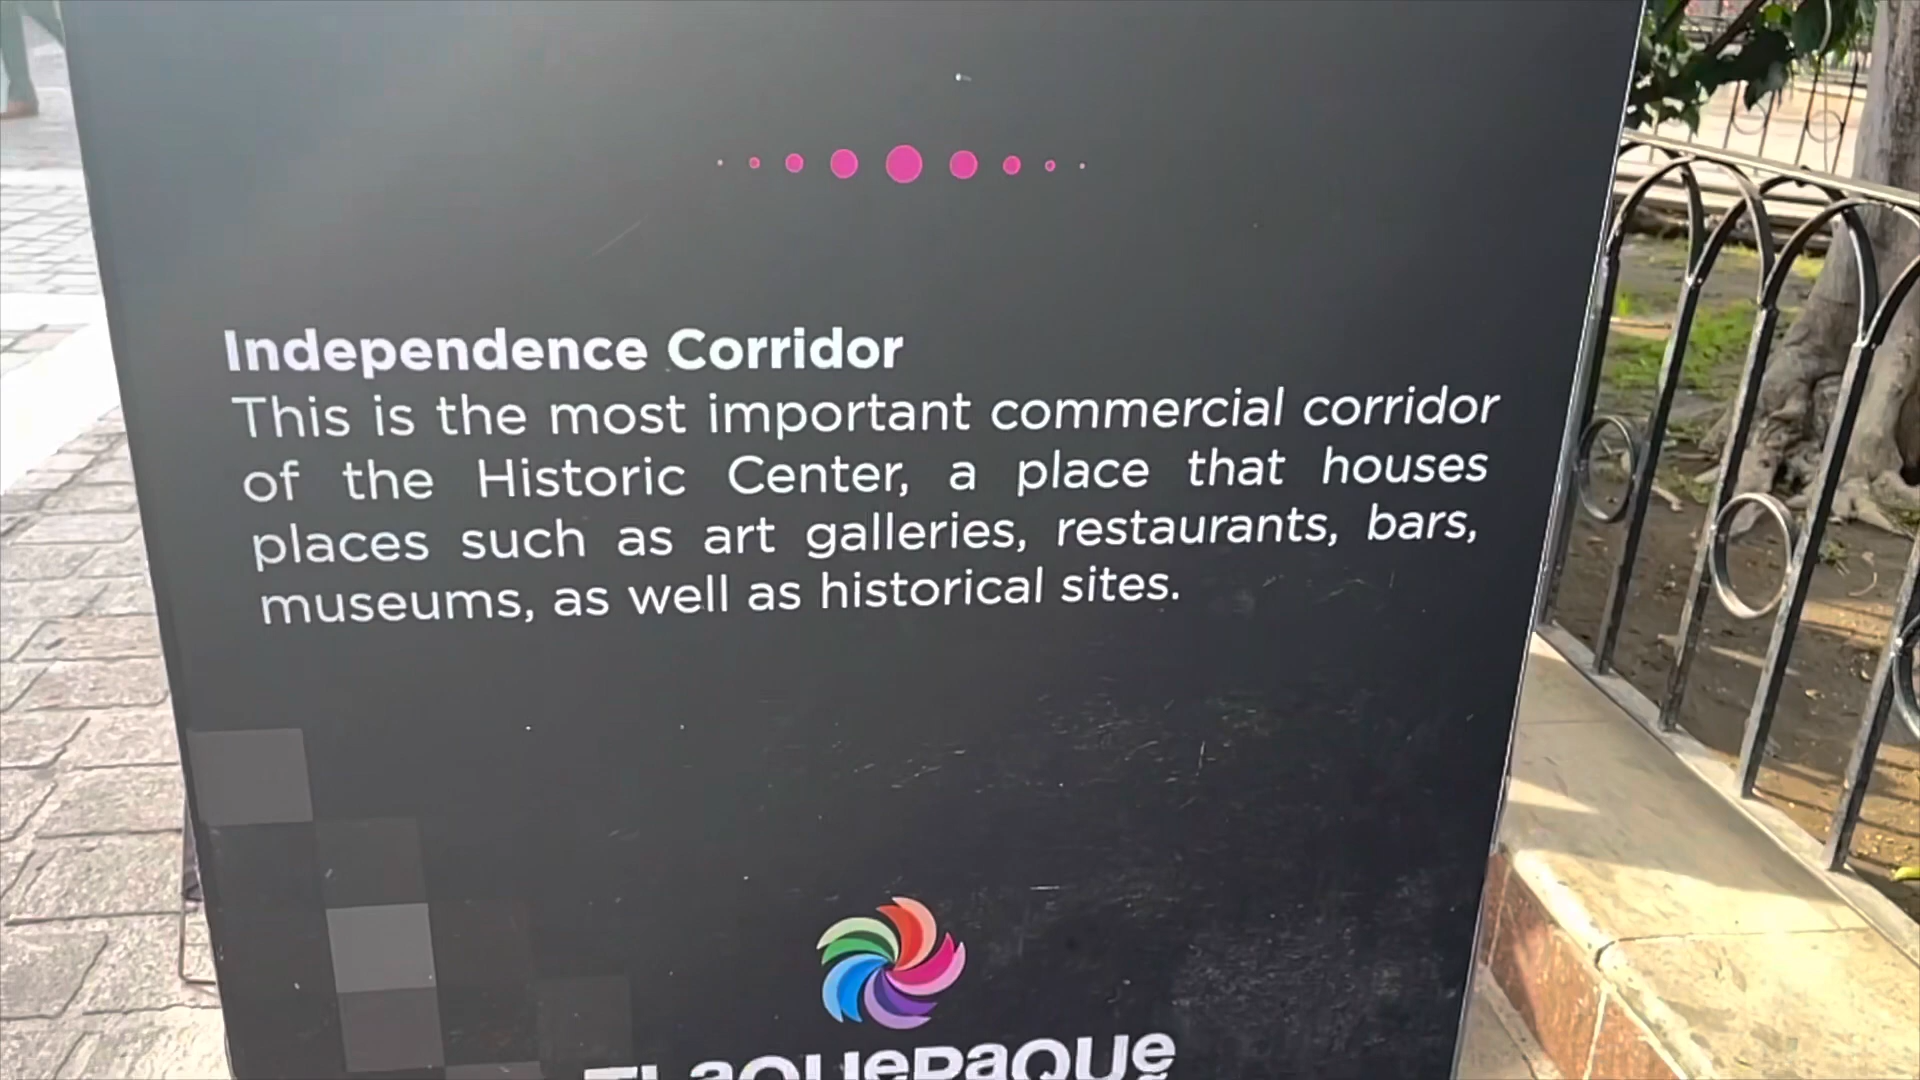 Independence Corridor
This is the most important commercial corridor
of the Historic Center, a place that houses
places such as art galleries, restaurants, bars,
museums, as well as historical sites.
TLaQUePaQUe